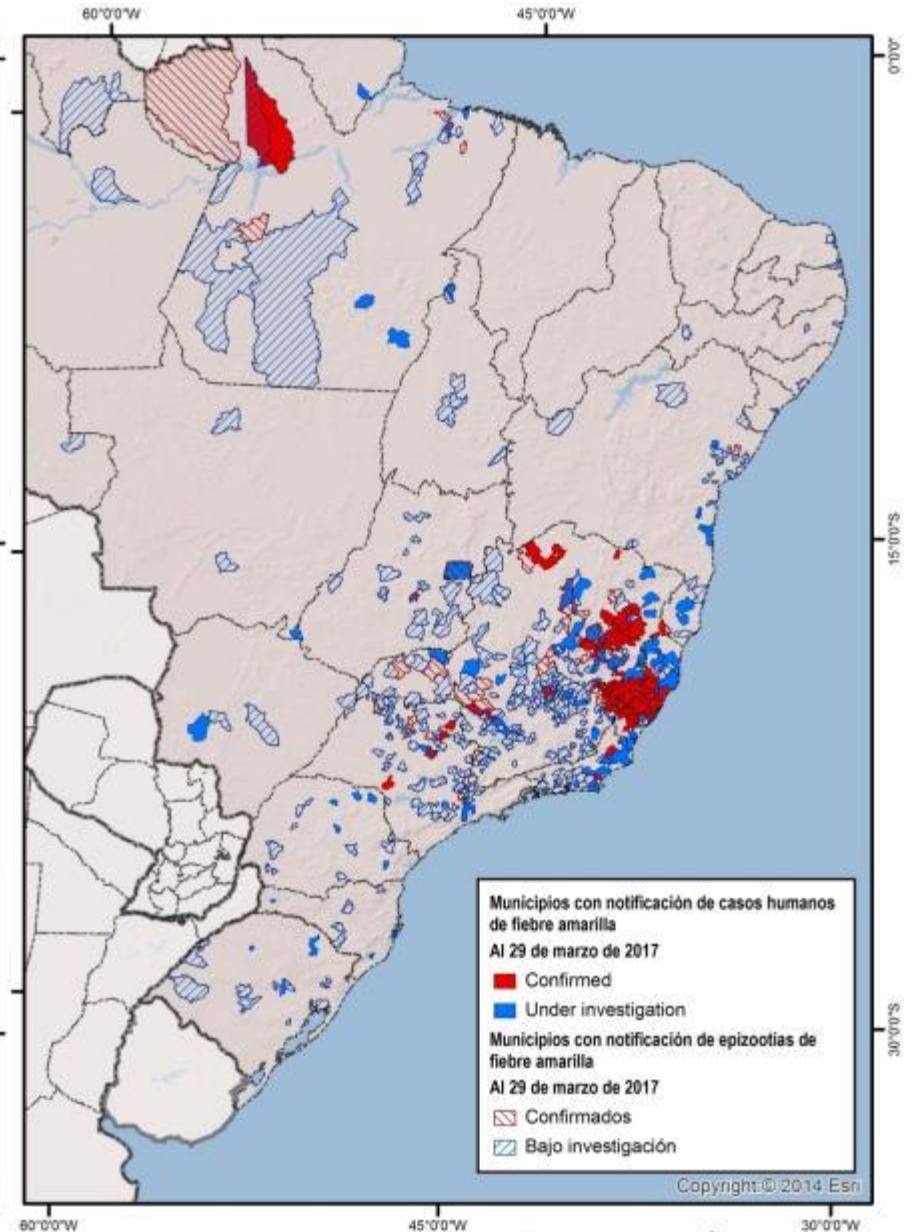 60°0'0"W
45°0'0"W
0°0'0"
15°0'0"S
30°0'0"S
Municipios con notificación de casos humanos
de fiebre amarilla
Al 29 de marzo de 2017
Confirmed
Under investigation
Municipios con notificación de epizootias de
fiebre amarilla
Al 29 de marzo de 2017
Confirmados
Bajo investigación
Copyright:© 2014 Esri
60°0'0"W
45°0'0"W
30°0'0"W